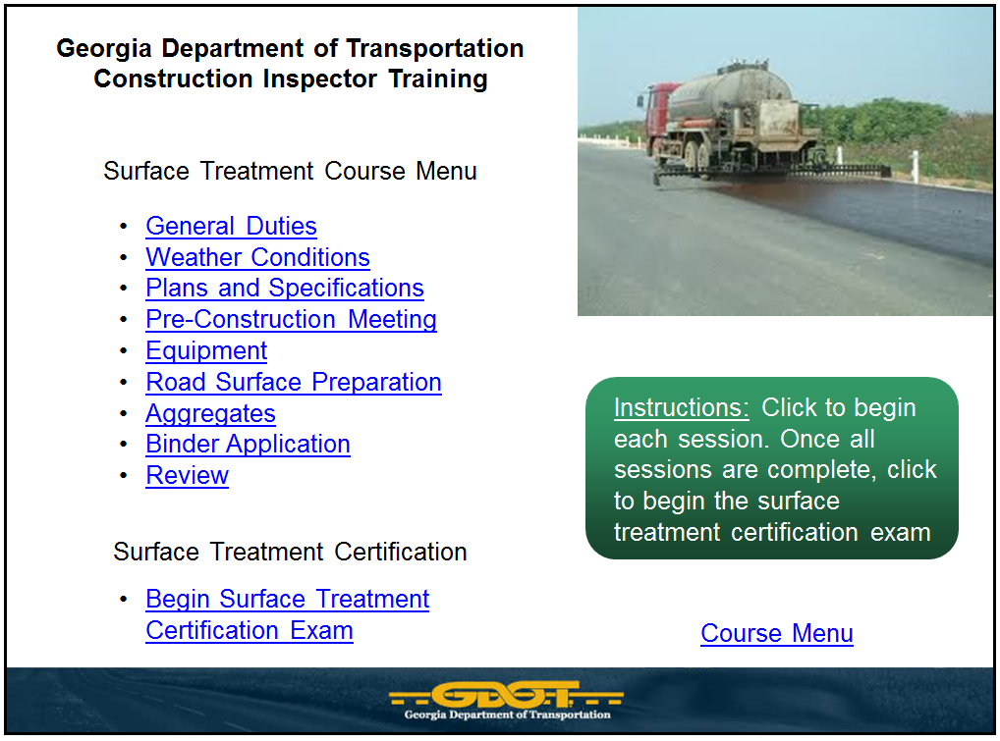 Georgia Department of Transportation
Construction Inspector Training
Surface Treatment Course Menu
• General Duties
• Weather Conditions
• Plans and Specifications
• Pre-Construction Meeting
• Equipment
• Road Surface Preparation
• Aggregates
• Binder Application
• Review
Surface Treatment Certification
• Begin Surface Treatment
Certification Exam
Instructions: Click to begin
each session. Once all
sessions are complete, click
to begin the surface
treatment certification exam
Course Menu
GDOT
Georgia Department of Transportation